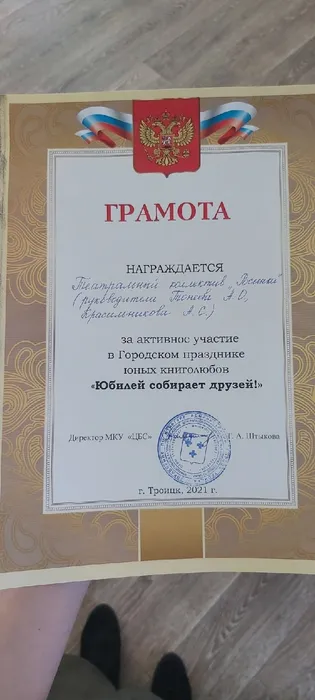 ГРАМОТА
НАГРАЖДАЕТСЯ
Театральный коллектив
(руководители А.О.,
Красильникова А.С.)
за активное участие
в Городском празднике
юных книголюбов
«Юбилей собирает друзей!»
Директор МКУ «ЦБС» Г. А. Штыкова
г. Троицк, 2021 г.